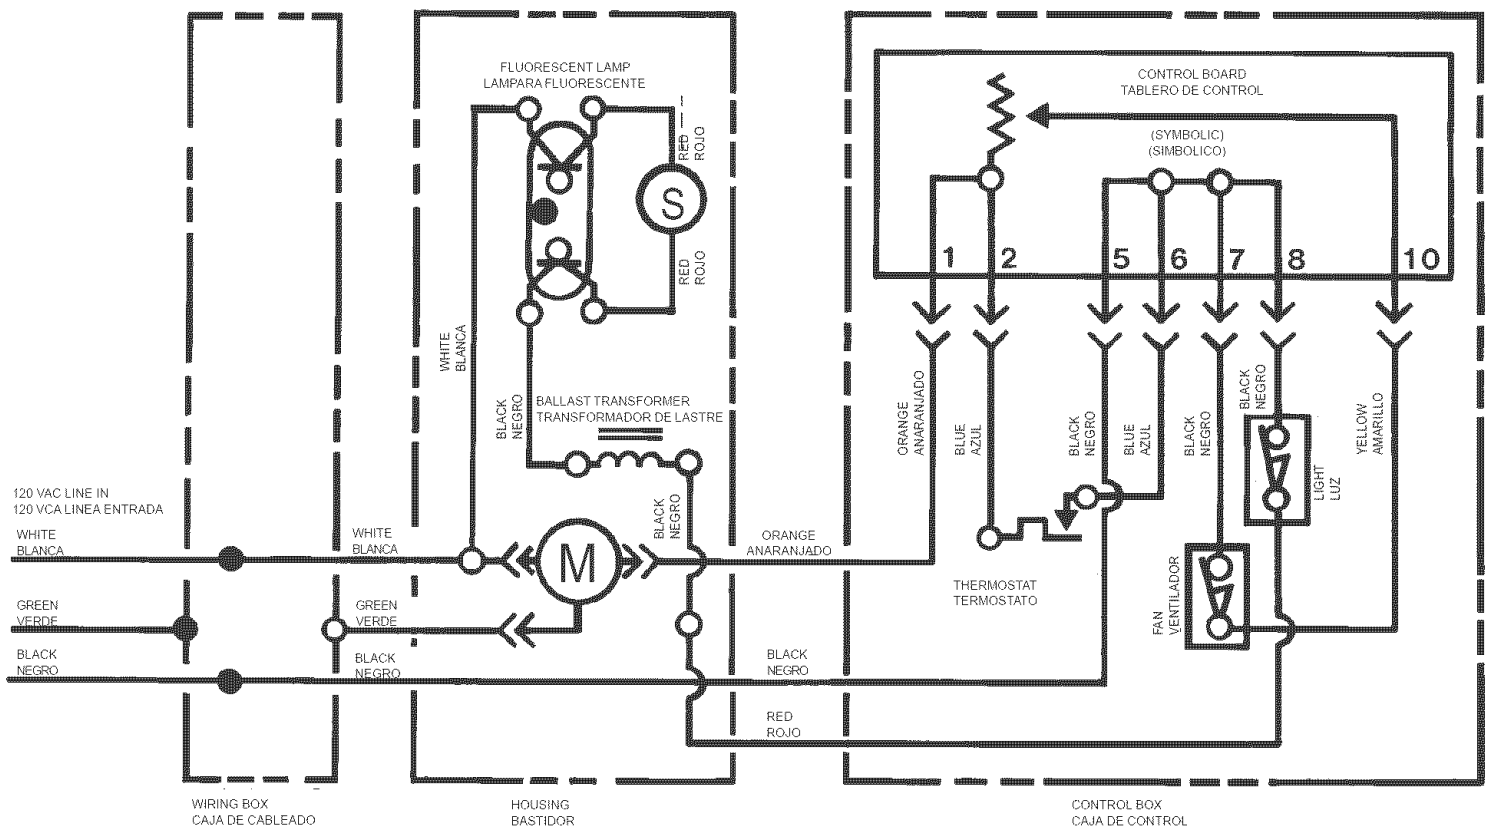 FLUORESCENT LAMP
LAMPARA FLUORESCENTE
CONTROL BOARD
TABLERO DE CONTROL
(SYMBOLIC)
(SIMBOLICO)
RED
ROJO
S
RED
ROJO
1
2
5
6
7
8
10
WHITE
BLANCA
BLACK
NEGRO
BALLAST TRANSFORMER
TRANSFORMADOR DE LASTRE
ORANGE
ANARANJADO
BLUE
AZUL
BLACK
NEGRO
BLUE
AZUL
BLACK
NEGRO
BLACK
NEGRO
YELLOW
AMARILLO
LIGHT
LUZ
120 VAC LINE IN
120 VCA LINEA ENTRADA
WHITE
BLANCA
WHITE
BLANCA
BLACK
NEGRO
M
ORANGE
ANARANJADO
THERMOSTAT
TERMOSTATO
FAN
VENTILADOR
GREEN
VERDE
GREEN
VERDE
BLACK
NEGRO
BLACK
NEGRO
BLACK
NEGRO
RED
ROJO
WIRING BOX
CAJA DE CABLEADO
HOUSING
BASTIDOR
CONTROL BOX
CAJA DE CONTROL